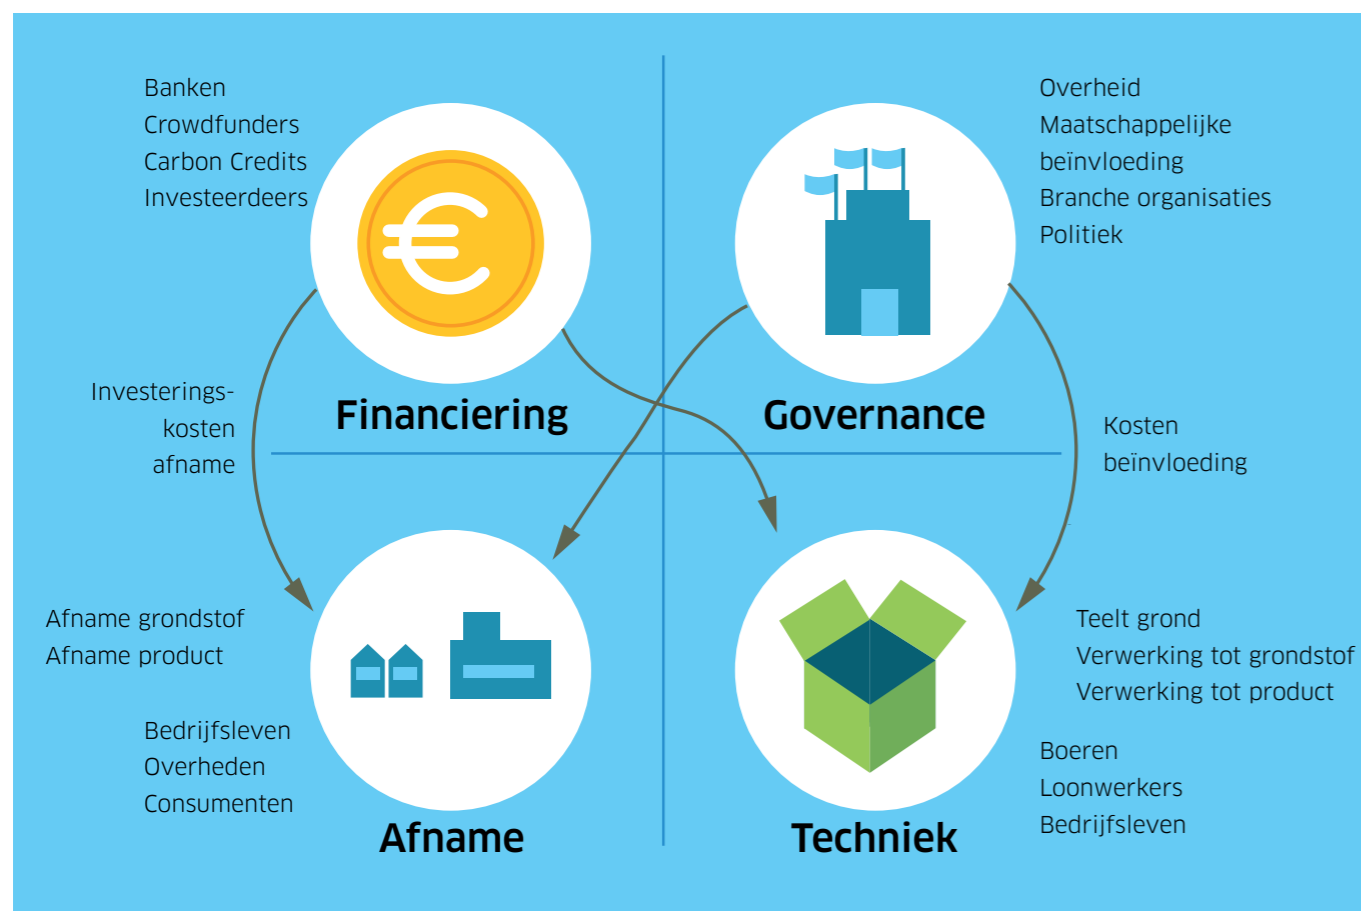 Banken
Crowdfunders
Carbon Credits
Investeerdeers
Overheid
Maatschappelijke
beïnvloeding
Branche organisaties
Politiek
Financiering
Governance
Investerings-
kosten
afname
Kosten
beïnvloeding
Afname grondstof
Afname product
Bedrijfsleven
Overheden
Consumenten
Afname
Teelt grond
Verwerking tot grondstof
Verwerking tot product
Boeren
Loonwerkers
Bedrijfsleven
Techniek